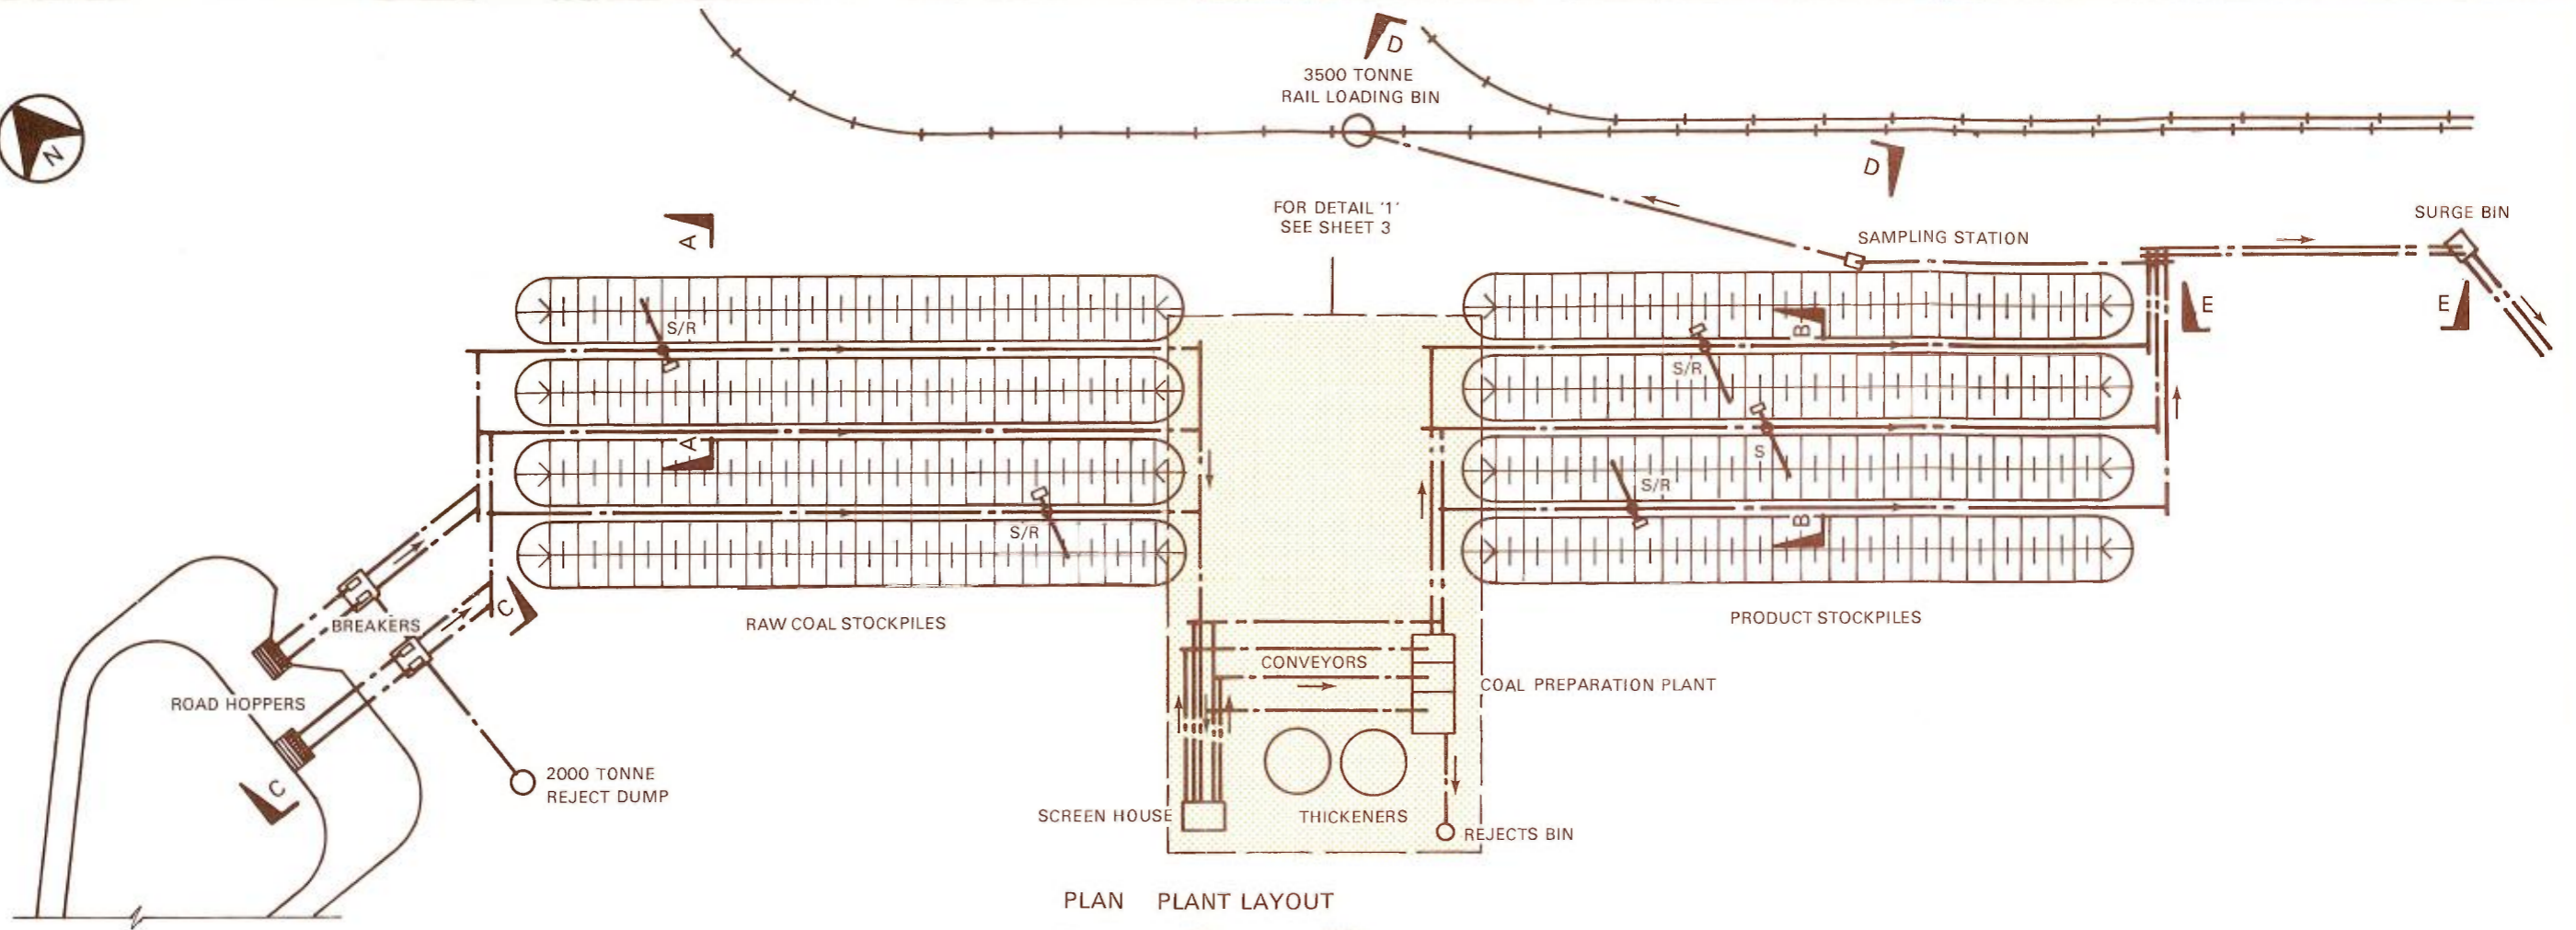 D
3500 TONNE
RAIL LOADING BIN
N
D
FOR DETAIL '1'
SEE SHEET 3
A
SURGE BIN
SAMPLING STATION
S/R
B
E
E
S/R
A
S
S/R
S/R
B
C
BREAKERS
RAW COAL STOCKPILES
PRODUCT STOCKPILES
CONVEYORS
COAL PREPARATION PLANT
ROAD HOPPERS
2000 TONNE
REJECT DUMP
C
SCREEN HOUSE
THICKENERS
REJECTS BIN
PLAN PLANT LAYOUT